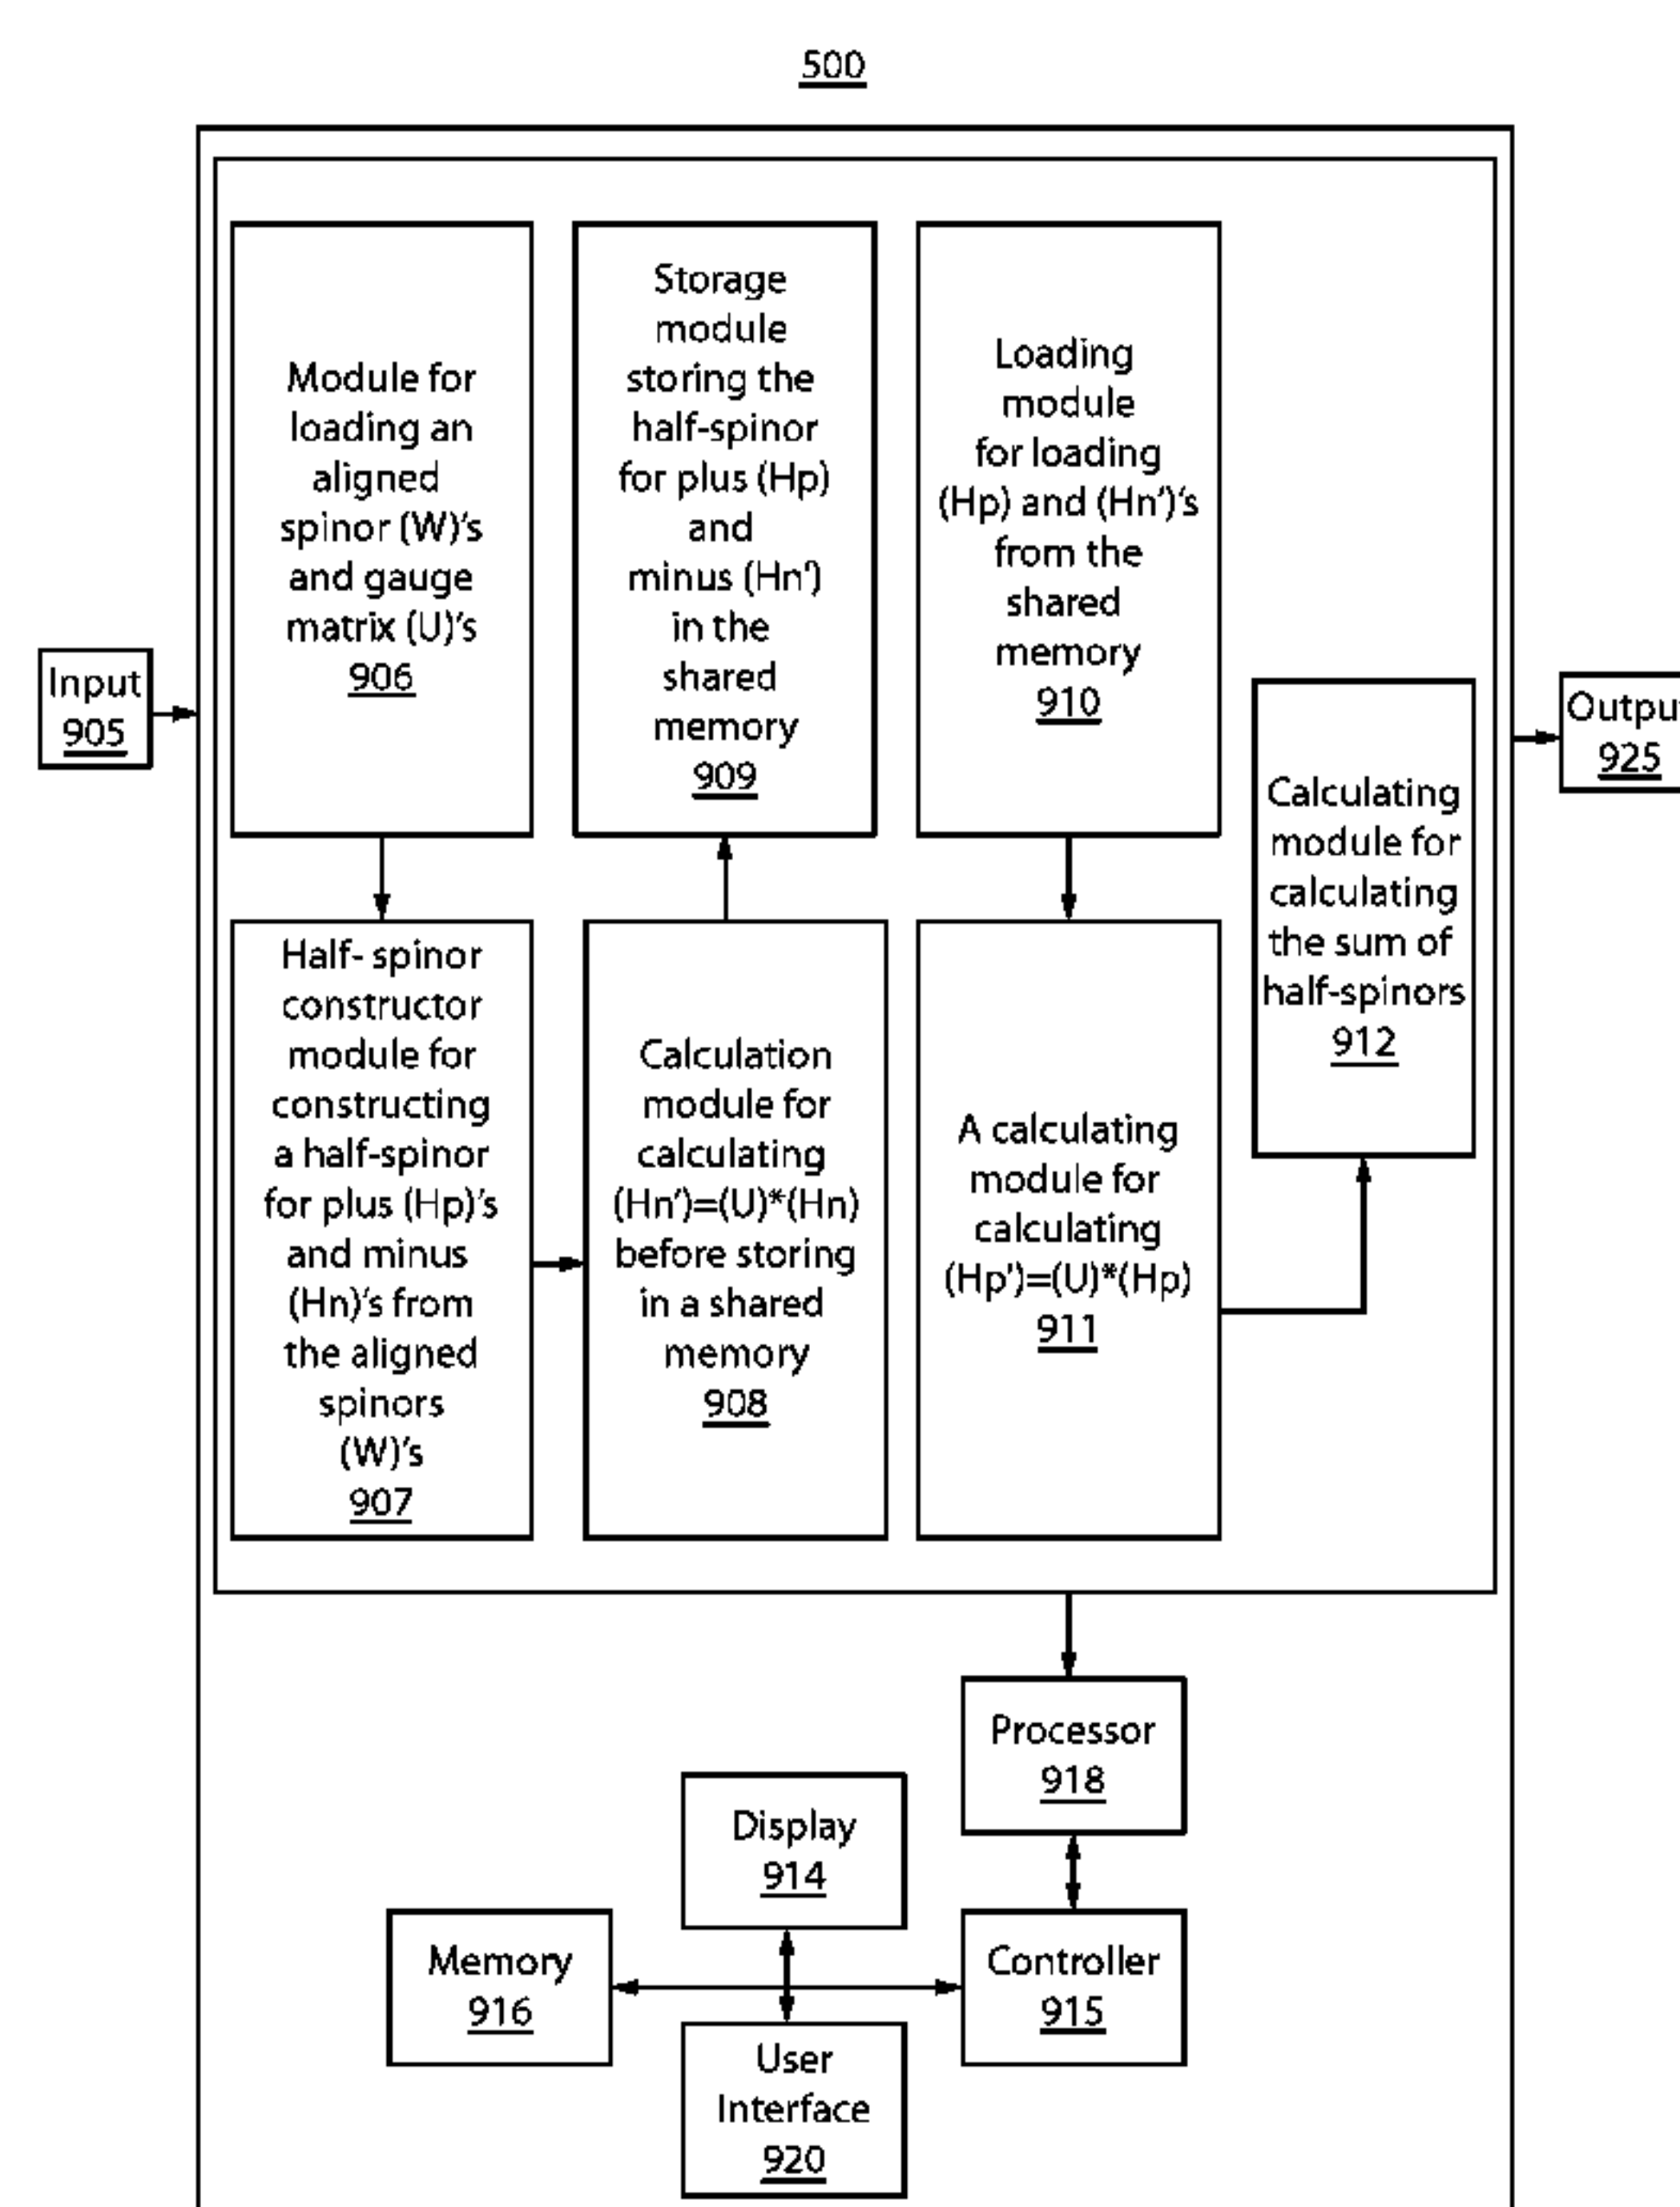 500
Input
905
Module for
loading an
aligned
spinor (W)'s
and gauge
matrix (U)'s
906
Half- spinor
constructor
module for
constructing
a half-spinor
for plus (Hp)'s
and minus
(Hn)'s from
the aligned
spinors
(W)'s
907
Calculation
module for
calculating
(Hn')=(U)*(Hn)
before storing
in a shared
memory
908
Storage
module
storing the
half-spinor
for plus (Hp)
and
minus (Hn')
in the
shared
memory
909
Loading
module
for loading
(Hp) and (Hn')'s
from the
shared
memory
910
A calculating
module for
calculating
(Hp')=(U)*(Hp)
911
Calculating
module for
calculating
the sum of
half-spinors
912
Output
925
Processor
918
Display
914
Memory
916
Controller
915
User
Interface
920